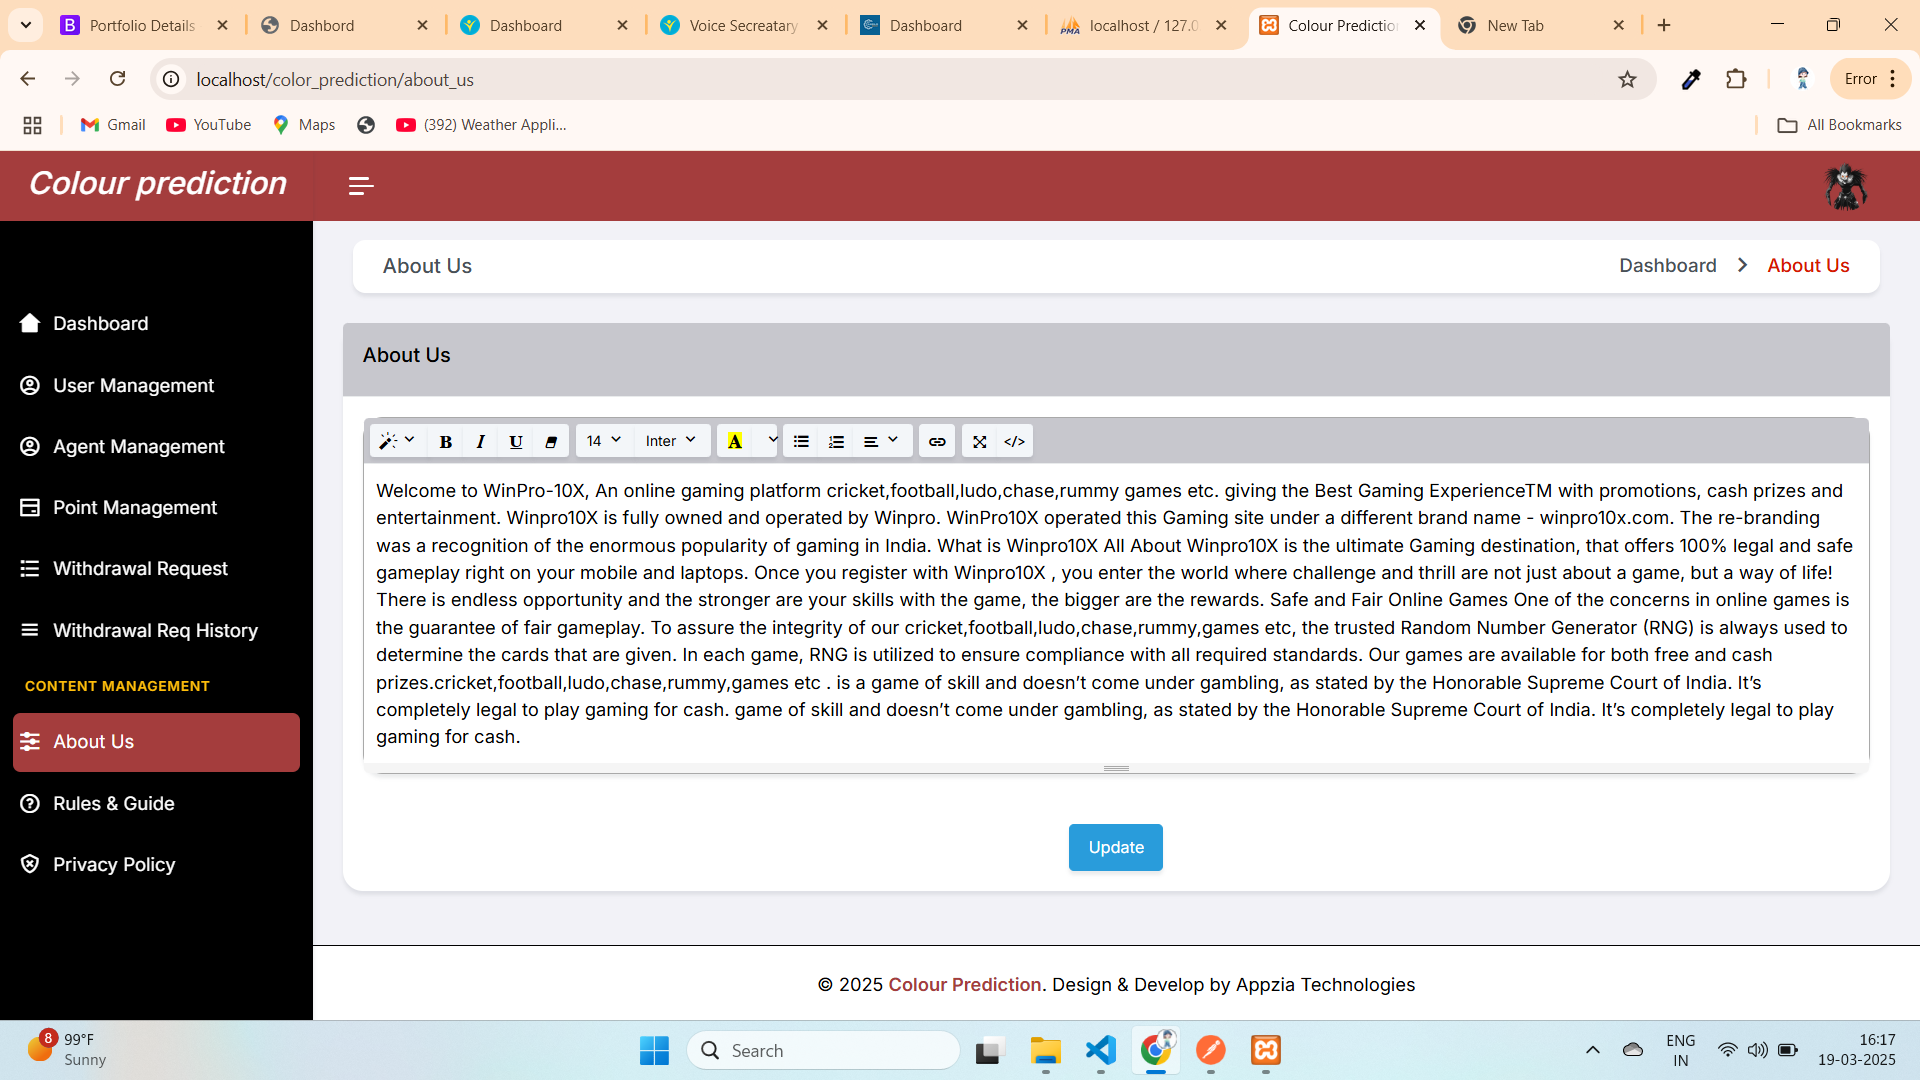 Portfolio Details
Dashbord
Dashboard
Voice Secreatary
Dashboard
localhost / 127.0
Colour Prediction
New Tab
localhost/color_prediction/about_us
Error
Gmail
YouTube
Maps
(392) Weather Appli...
All Bookmarks
Colour prediction
About Us
Dashboard > About Us
Dashboard
User Management
Agent Management
Point Management
Withdrawal Request
Withdrawal Req History
CONTENT MANAGEMENT
About Us
Rules & Guide
Privacy Policy
About Us
B I U 14 Inter A </>
Welcome to WinPro-10X, An online gaming platform cricket,football,ludo,chase,rummy games etc. giving the Best Gaming ExperienceTM with promotions, cash prizes and
entertainment. Winpro10X is fully owned and operated by Winpro. WinPro10X operated this Gaming site under a different brand name - winpro10x.com. The re-branding
was a recognition of the enormous popularity of gaming in India. What is Winpro10X All About Winpro10X is the ultimate Gaming destination, that offers 100% legal and safe
gameplay right on your mobile and laptops. Once you register with Winpro10X , you enter the world where challenge and thrill are not just about a game, but a way of life!
There is endless opportunity and the stronger are your skills with the game, the bigger are the rewards. Safe and Fair Online Games One of the concerns in online games is
the guarantee of fair gameplay. To assure the integrity of our cricket,football,ludo,chase,rummy,games etc, the trusted Random Number Generator (RNG) is always used to
determine the cards that are given. In each game, RNG is utilized to ensure compliance with all required standards. Our games are available for both free and cash
prizes.cricket,football,ludo,chase,rummy,games etc . is a game of skill and doesn’t come under gambling, as stated by the Honorable Supreme Court of India. It’s
completely legal to play gaming for cash. game of skill and doesn’t come under gambling, as stated by the Honorable Supreme Court of India. It’s completely legal to play
gaming for cash.
Update
© 2025 Colour Prediction. Design & Develop by Appzia Technologies
8
99°F
Sunny
Search
ENG
IN
16:17
19-03-2025